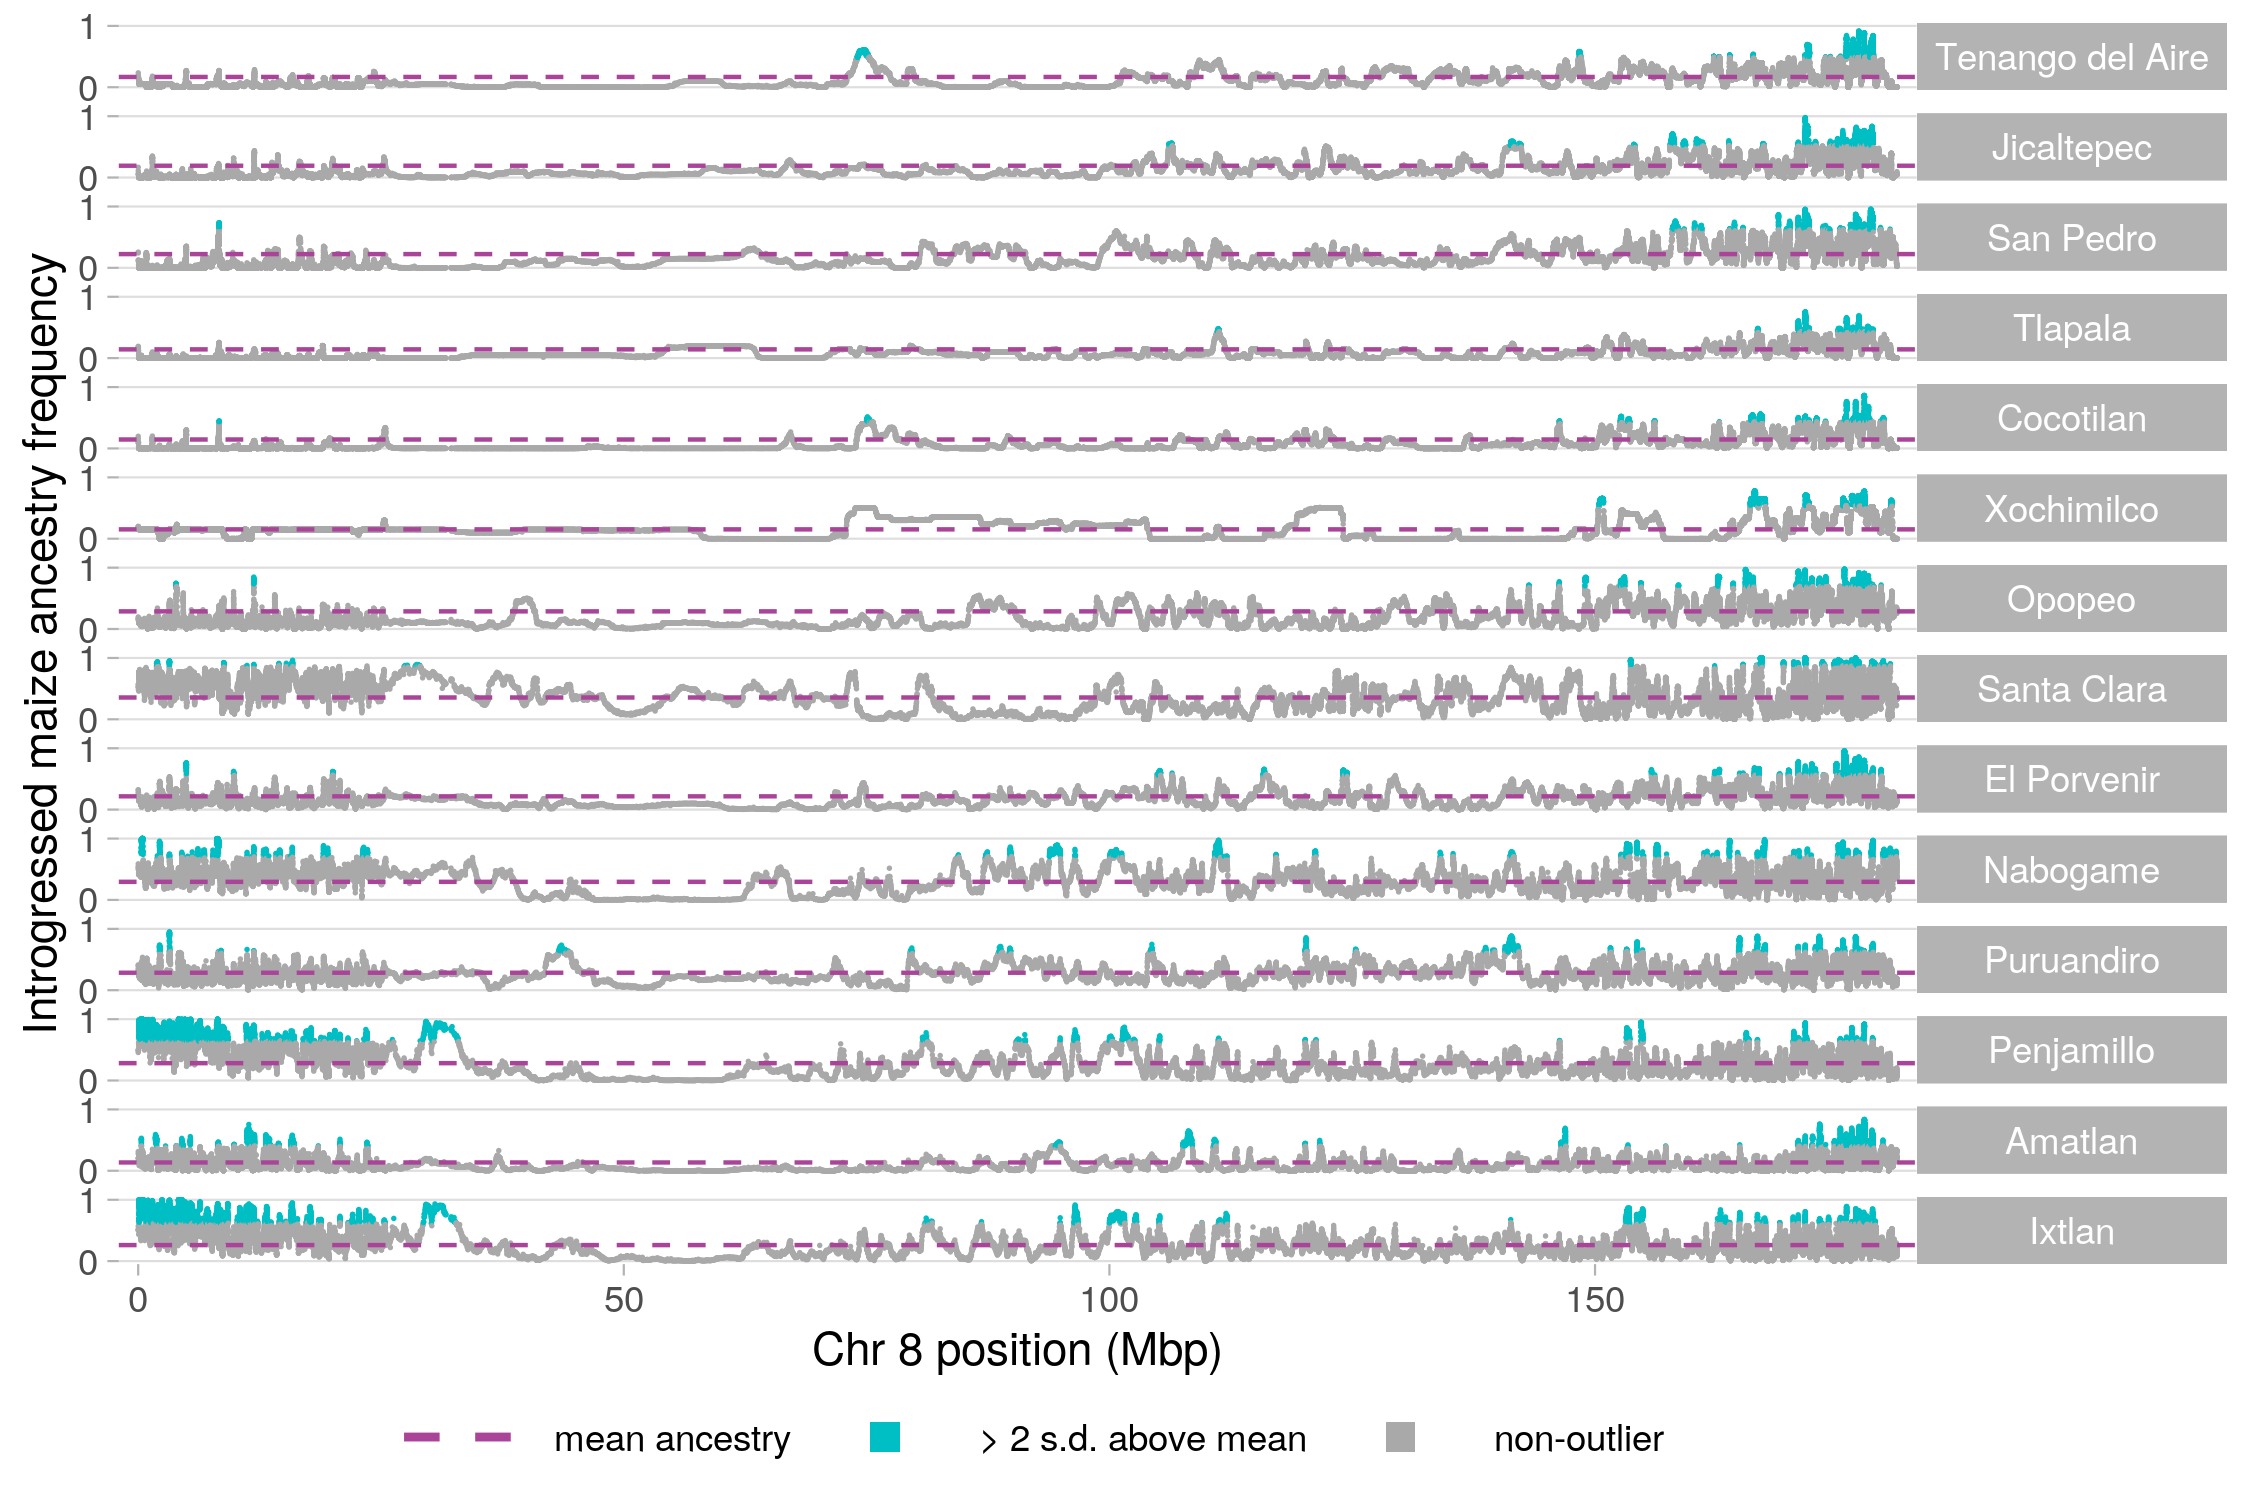 Introgressed maize ancestry frequency
1
0
Tenango del Aire
1
0
Jicaltepec
1
0
San Pedro
1
0
Tlapala
1
0
Cocotilan
1
0
Xochimilco
1
0
Opopeo
1
0
Santa Clara
1
0
El Porvenir
1
0
Nabogame
1
0
Puruandiro
1
0
Penjamillo
1
0
Amatlan
1
0
Ixtlan
0 50 100 150
Chr 8 position (Mbp)
mean ancestry > 2 s.d. above mean non-outlier